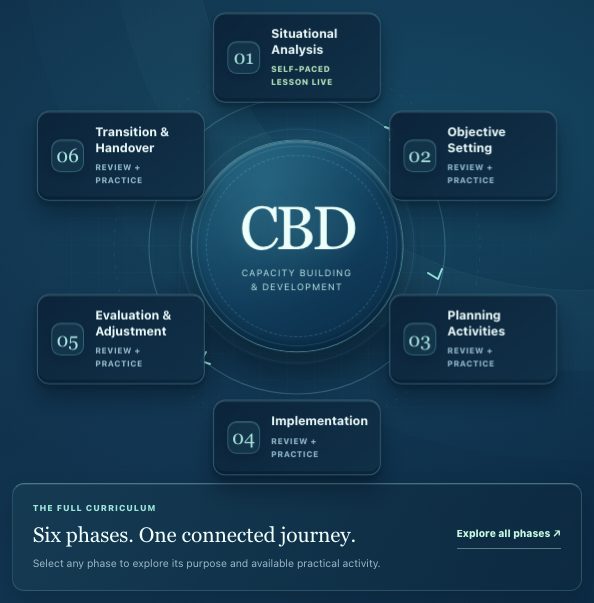 01
Situational
Analysis
SELF-PACED
LESSON LIVE
02
Objective
Setting
REVIEW +
PRACTICE
03
Planning
Activities
REVIEW +
PRACTICE
04
Implementation
REVIEW +
PRACTICE
05
Evaluation &
Adjustment
REVIEW +
PRACTICE
06
Transition &
Handover
REVIEW +
PRACTICE
CBD
CAPACITY BUILDING
& DEVELOPMENT
THE FULL CURRICULUM
Six phases. One connected journey.
Select any phase to explore its purpose and available practical activity.
Explore all phases ↗